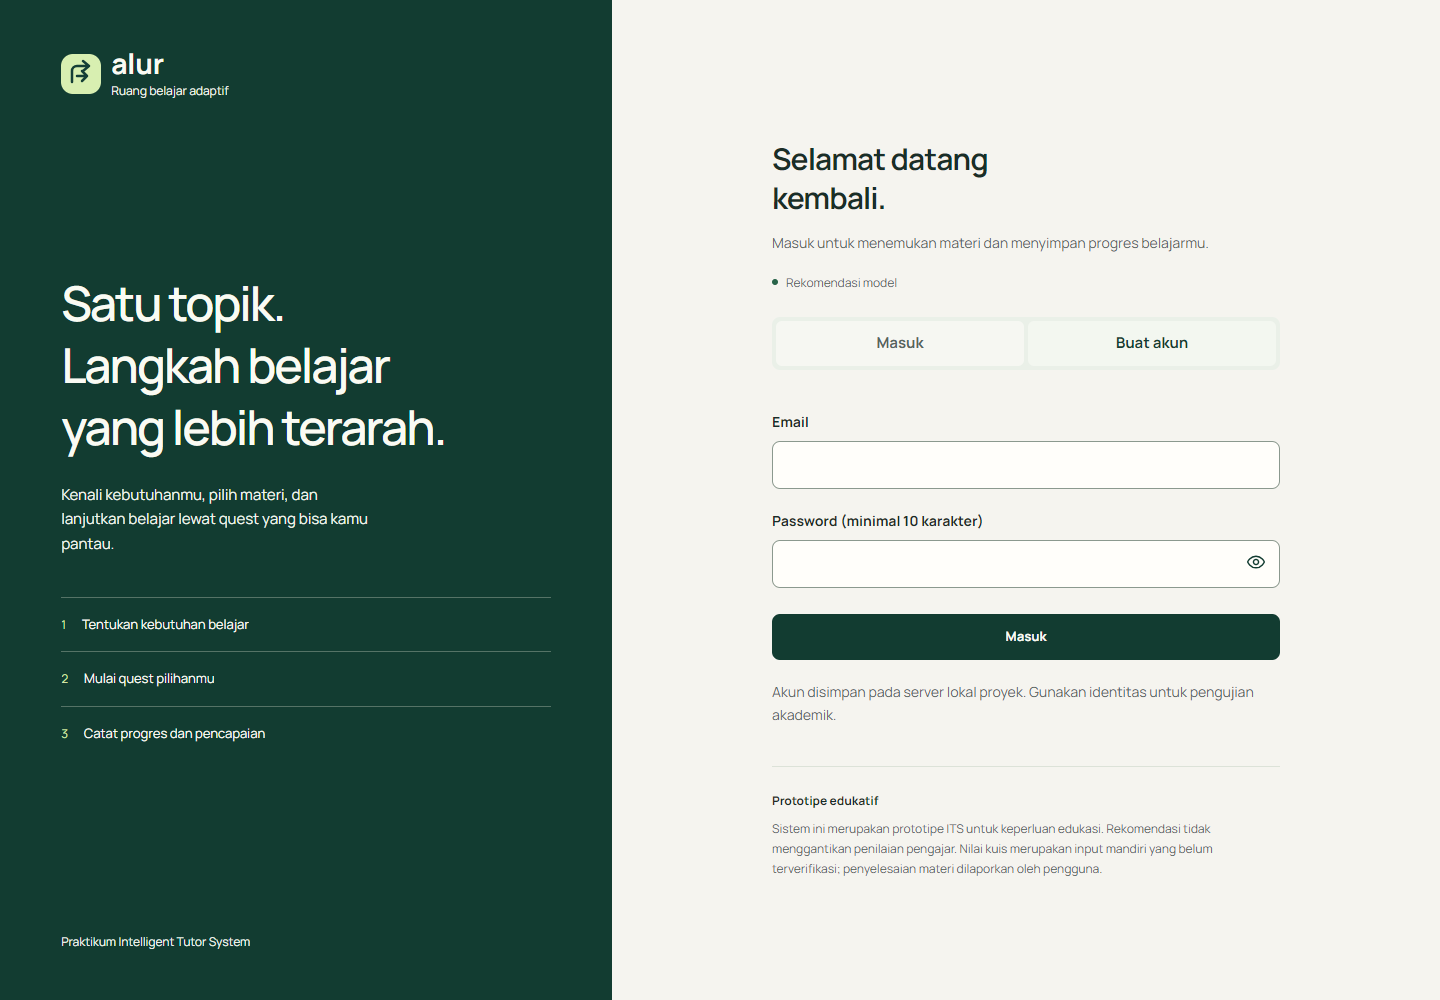 alur
Ruang belajar adaptif
Satu topik.
Langkah belajar
yang lebih terarah.
Kenali kebutuhanmu, pilih materi, dan
lanjutkan belajar lewat quest yang bisa kamu
pantau.
1 Tentukan kebutuhan belajar
2 Mulai quest pilihanmu
3 Catat progres dan pencapaian
Praktikum Intelligent Tutor System
Selamat datang
kembali.
Masuk untuk menemukan materi dan menyimpan progres belajarmu.
Rekomendasi model
Masuk Buat akun
Email
Password (minimal 10 karakter)
Masuk
Akun disimpan pada server lokal proyek. Gunakan identitas untuk pengujian
akademik.
Prototipe edukatif
Sistem ini merupakan prototipe ITS untuk keperluan edukasi. Rekomendasi tidak
menggantikan penilaian pengajar. Nilai kuis merupakan input mandiri yang belum
terverifikasi; penyelesaian materi dilaporkan oleh pengguna.